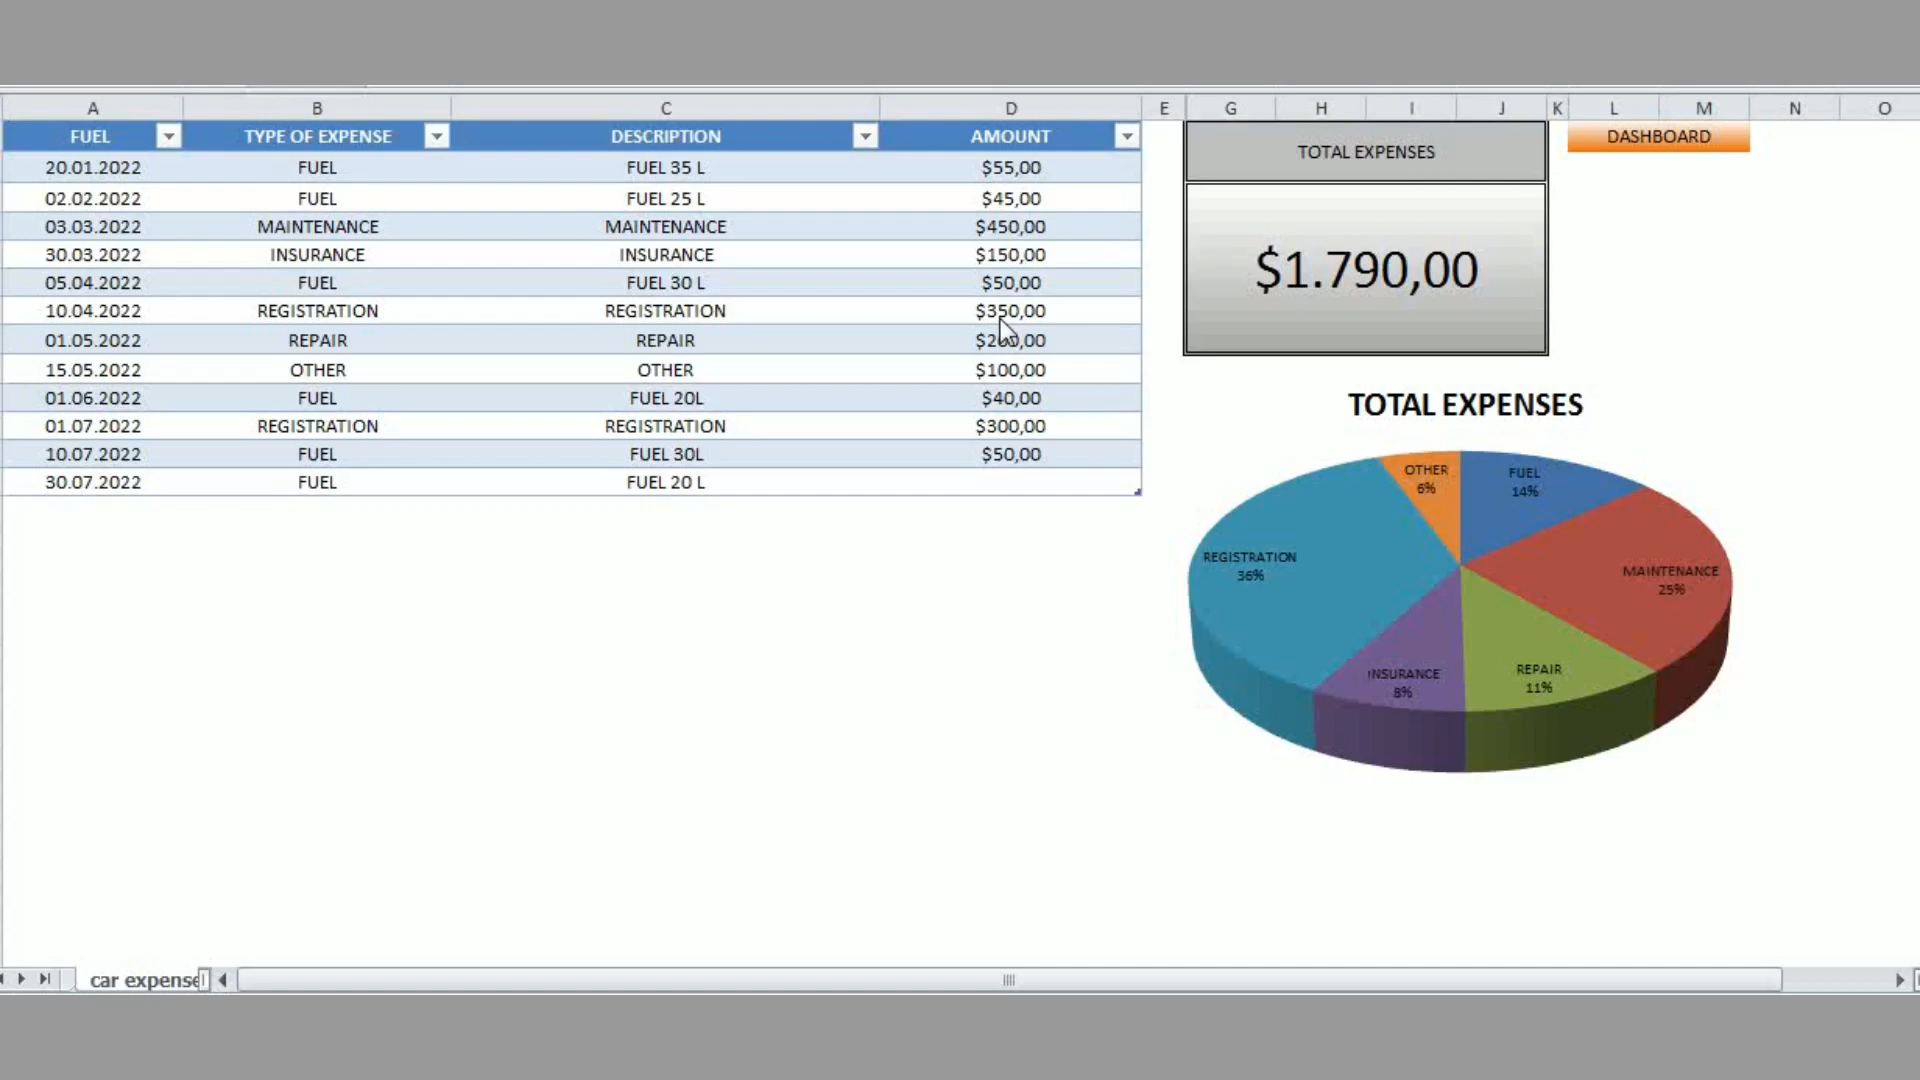 A B C D E G H I J K L M N O
FUEL TYPE OF EXPENSE DESCRIPTION AMOUNT
20.01.2022 FUEL FUEL 35 L $55,00
02.02.2022 FUEL FUEL 25 L $45,00
03.03.2022 MAINTENANCE MAINTENANCE $450,00
30.03.2022 INSURANCE INSURANCE $150,00
05.04.2022 FUEL FUEL 30 L $50,00
10.04.2022 REGISTRATION REGISTRATION $350,00
01.05.2022 REPAIR REPAIR $200,00
15.05.2022 OTHER OTHER $100,00
01.06.2022 FUEL FUEL 20L $40,00
01.07.2022 REGISTRATION REGISTRATION $300,00
10.07.2022 FUEL FUEL 30L $50,00
30.07.2022 FUEL FUEL 20 L
TOTAL EXPENSES
$1.790,00
DASHBOARD
TOTAL EXPENSES
OTHER
6%
FUEL
14%
REGISTRATION
36%
MAINTENANCE
25%
INSURANCE
8%
REPAIR
11%
car expense